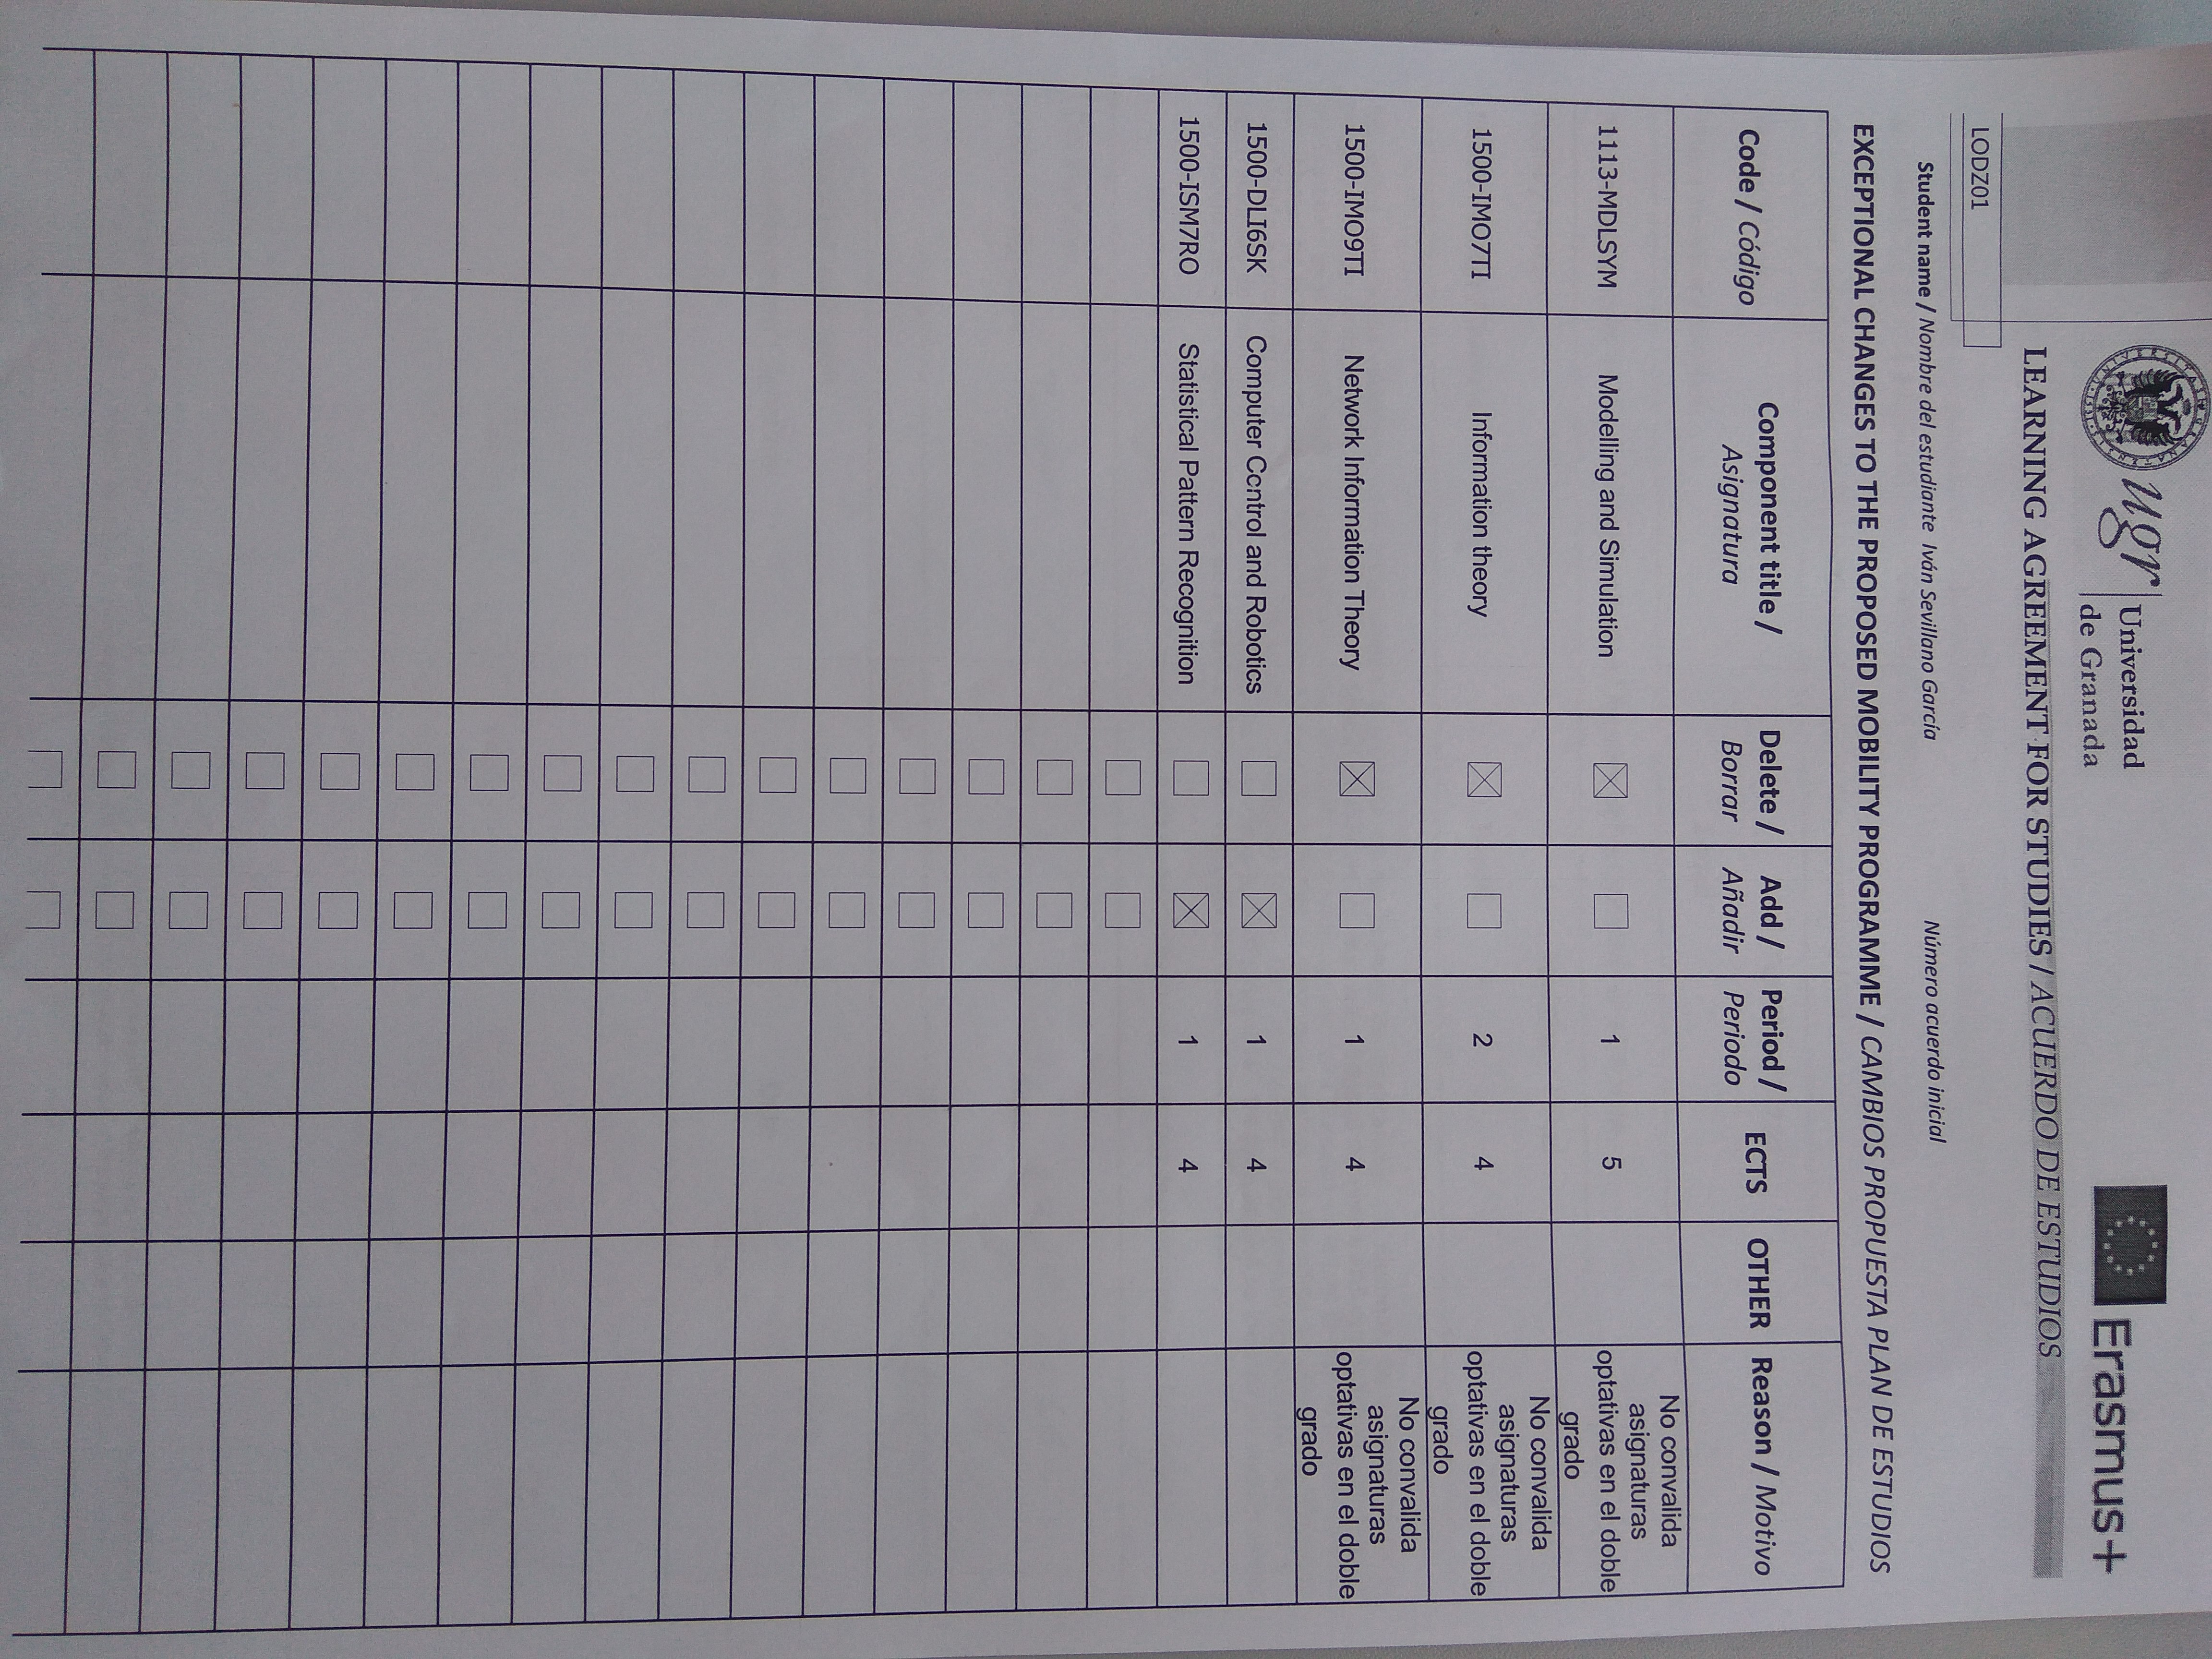 ugr
Universidad
de Granada
Erasmus+
LEARNING AGREEMENT FOR STUDIES / ACUERDO DE ESTUDIOS
LODZ01
Student name / Nombre del estudiante Iván Sevillano García Número acuerdo inicial
EXCEPTIONAL CHANGES TO THE PROPOSED MOBILITY PROGRAMME / CAMBIOS PROPUESTA PLAN DE ESTUDIOS
Code / Código
Component title /
Asignatura
Delete /
Borrar
Add /
Añadir
Period /
Periodo
ECTS
OTHER
Reason / Motivo
1113-MDLSYM Modelling and Simulation ☒ ☐ 1 5
No convalida
asignaturas
optativas en el doble
grado
1500-IMO7TI Information theory ☒ ☐ 2 4
No convalida
asignaturas
optativas en el doble
grado
1500-IMO9TI Network Information Theory ☒ ☐ 1 4
No convalida
asignaturas
optativas en el doble
grado
1500-DLI6SK Computer Control and Robotics ☐ ☒ 1 4
1500-ISM7RO Statistical Pattern Recognition ☐ ☒ 1 4